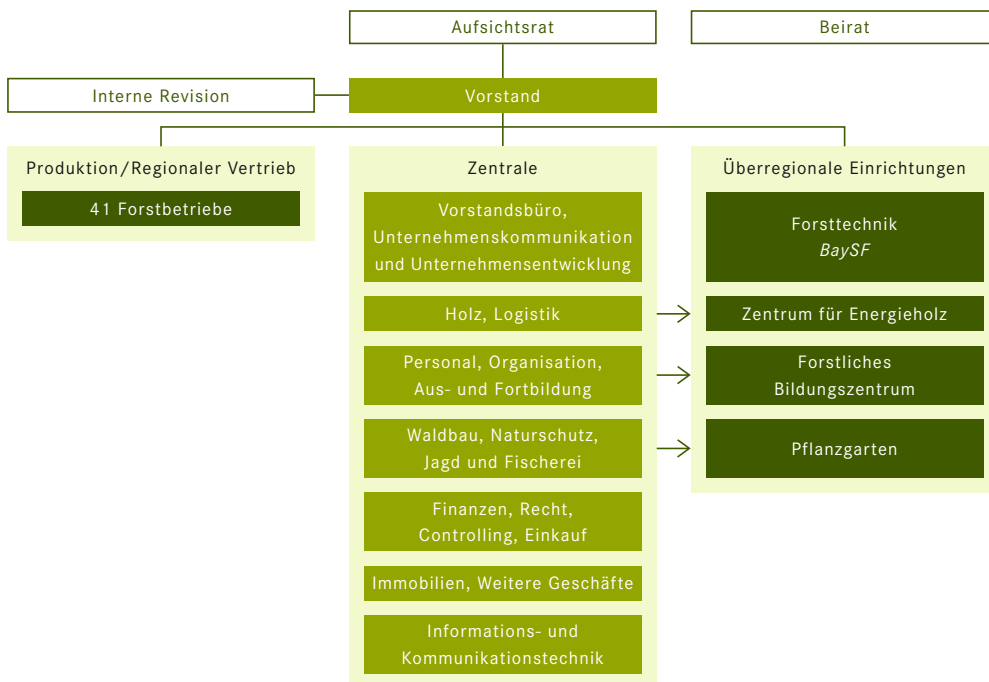 Aufsichtsrat
Beirat
Interne Revision
Vorstand
Produktion/Regionaler Vertrieb
41 Forstbetriebe
Zentrale
Vorstandsbüro,
Unternehmenskommunikation
und Unternehmensentwicklung
Holz, Logistik
Personal, Organisation,
Aus- und Fortbildung
Waldbau, Naturschutz,
Jagd und Fischerei
Finanzen, Recht,
Controlling, Einkauf
Immobilien, Weitere Geschäfte
Informations- und
Kommunikationstechnik
Überregionale Einrichtungen
Forsttechnik
BaySF
Zentrum für Energieholz
Forstliches
Bildungszentrum
Pflanzgarten